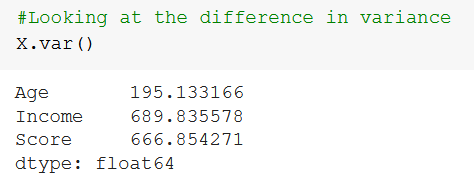 #Looking at the difference in variance
X.var()
Age 195.133166
Income 689.835578
Score 666.854271
dtype: float64